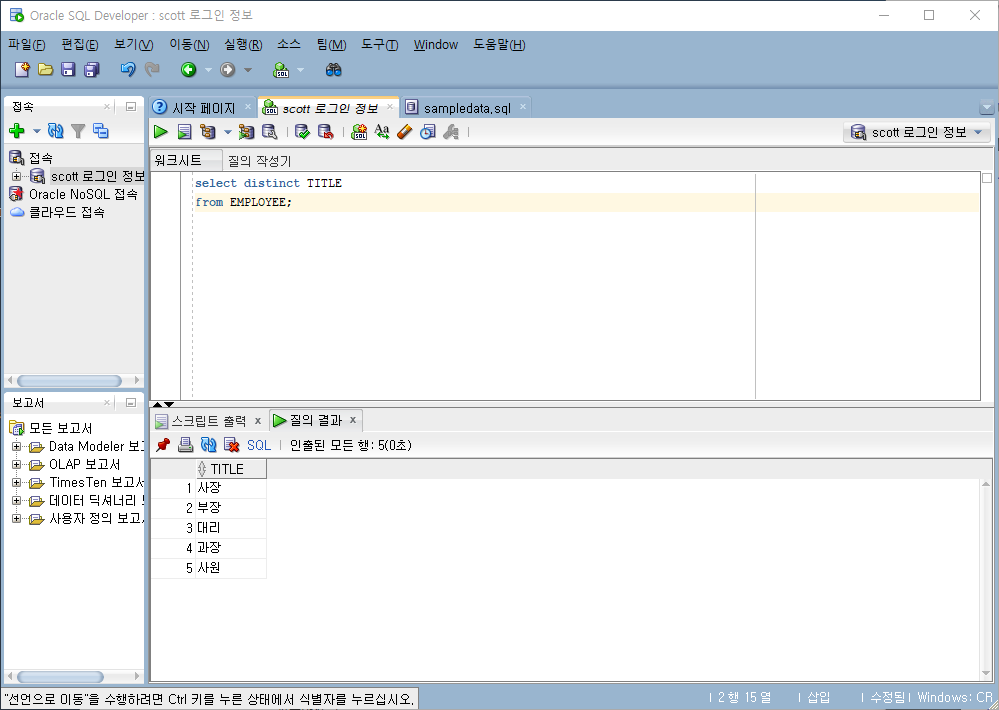 Oracle SQL Developer : scott 로그인 정보
파일(F) 편집(E) 보기(V) 이동(N) 실행(R) 소스 팀(M) 도구(T) Window 도움말(H)
접속
시작 페이지 scott 로그인 정보 sampledata.sql
scott 로그인 정보
워크시트 질의 작성기
접속
scott 로그인 정보
Oracle NoSQL 접속
클라우드 접속
select distinct TITLE
from EMPLOYEE;
보고서
모든 보고서
Data Modeler 보고
OLAP 보고서
TimesTen 보고서
데이터 딕셔너리
사용자 정의 보고서
스크립트 출력 x 질의 결과 x
SQL | 인출된 모든 행: 5(0초)
TITLE
1 사장
2 부장
3 대리
4 과장
5 사원
"선언으로 이동"을 수행하려면 Ctrl 키를 누른 상태에서 식별자를 누르십시오.
| 2 행 15 열 | 삽입 | 수정됨 | Windows: CR